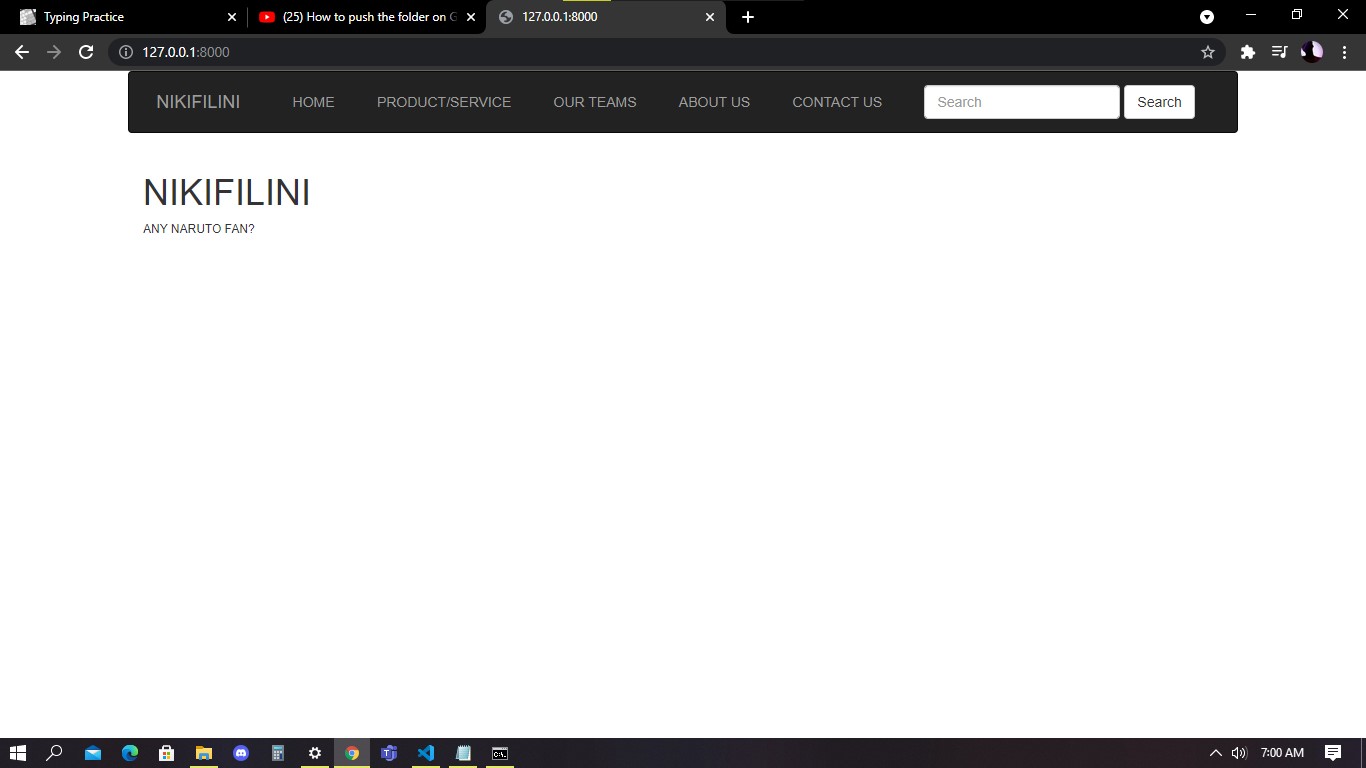 Typing Practice
(25) How to push the folder on G
127.0.0.1:8000
127.0.0.1:8000
NIKIFILINI HOME PRODUCT/SERVICE OUR TEAMS ABOUT US CONTACT US Search Search
NIKIFILINI
ANY NARUTO FAN?
7:00 AM